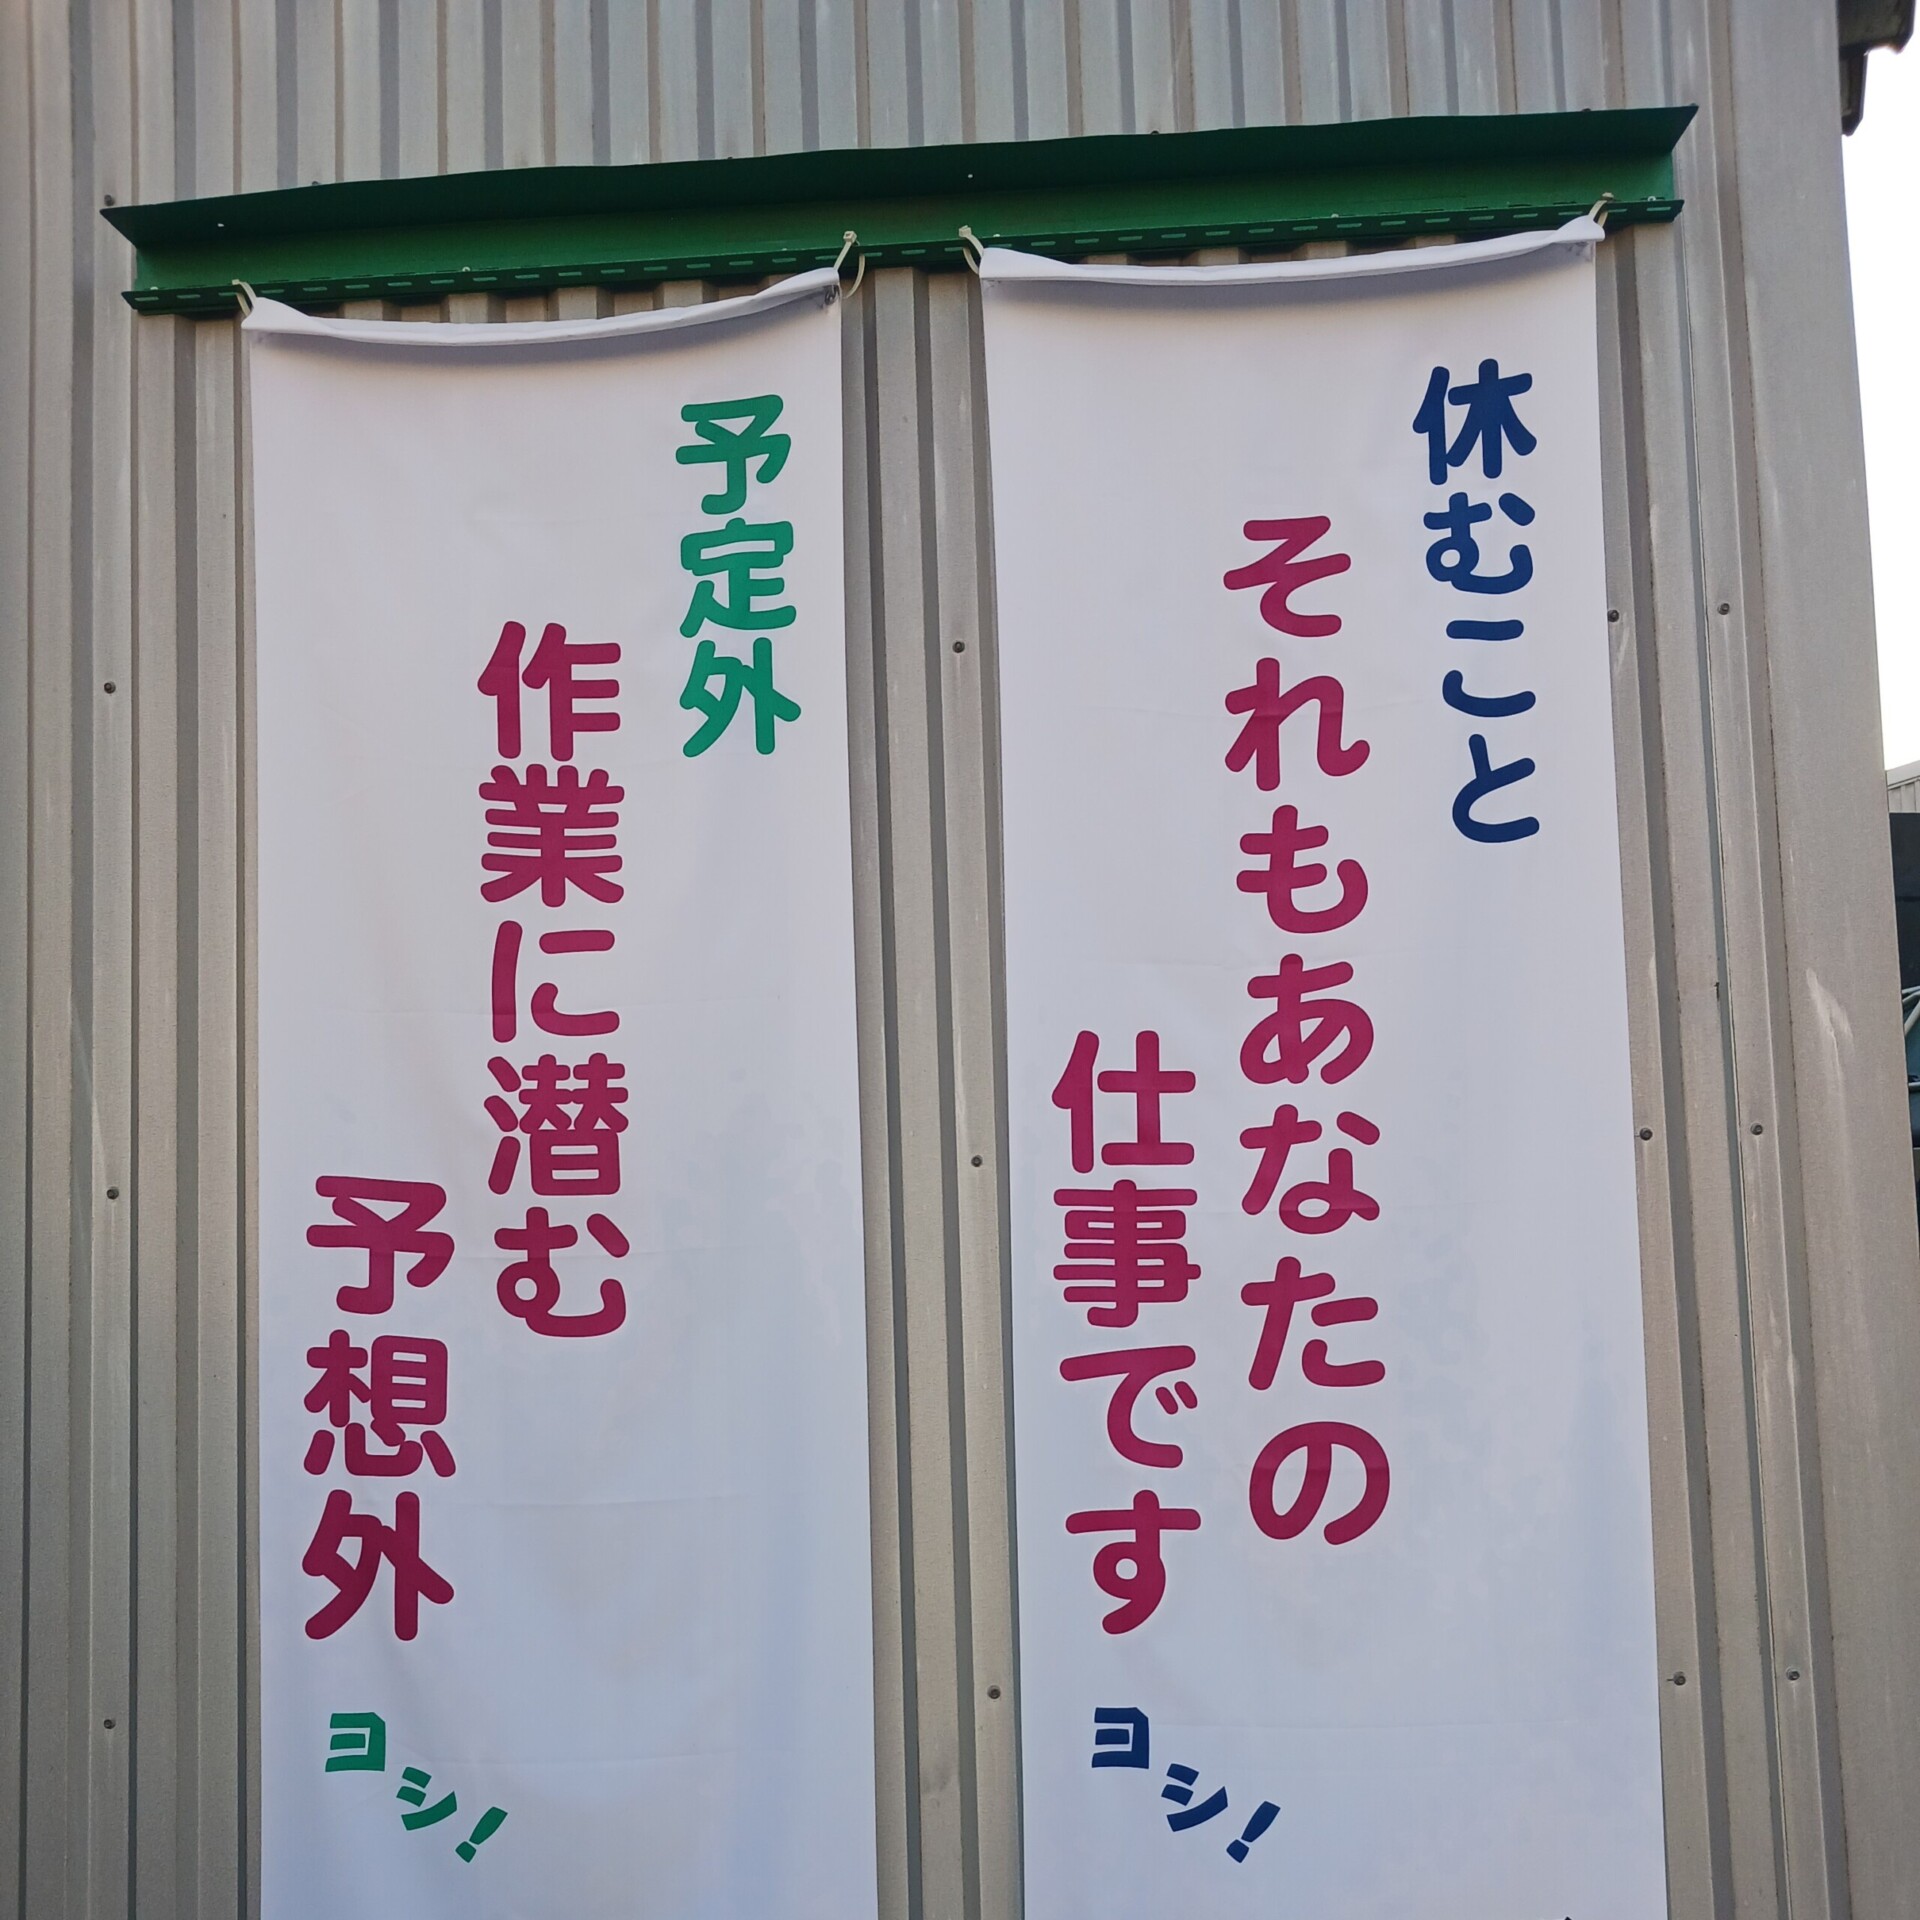 休むこと
それもあなたの
仕事です
ヨシ!
予定外
作業に潜む
予想外
ヨシ!